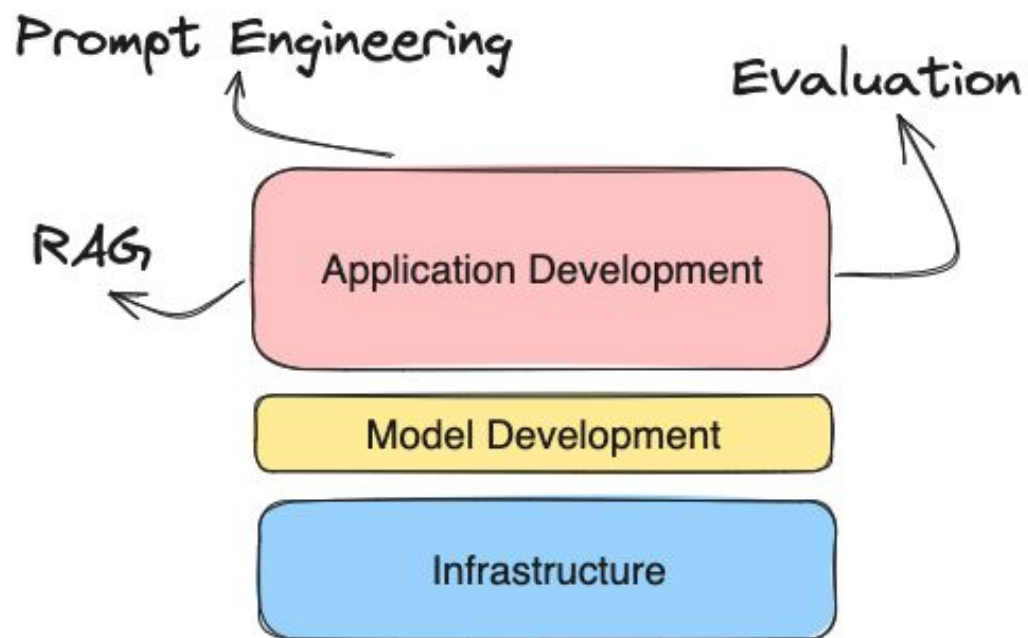 Prompt Engineering
Evaluation
RAG
Application Development
Model Development
Infrastructure